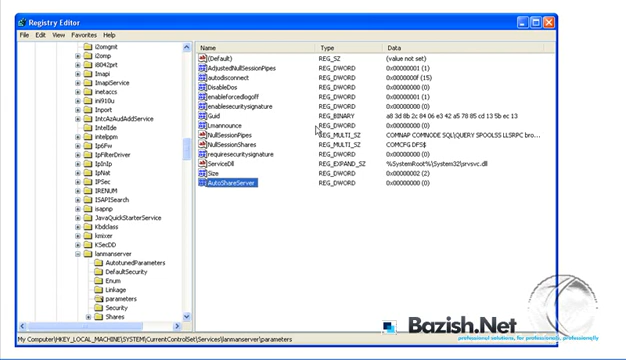 Registry Editor
File Edit View Favorites Help
i2omgmt
i2omp
i8042prt
Imapi
ImapiService
inetaccs
ini910u
Inport
IntcAzAudAddService
IntelIde
intelppm
Ip6Fw
IpFilterDriver
IpInIp
IpNat
IPSec
IRENUM
ISAPISearch
isapnp
JavaQuickStarterService
Kbdclass
kmixer
KSecDD
lanmanserver
AutotunedParameters
DefaultSecurity
Enum
Linkage
parameters
Security
Shares
Name Type Data
(Default) REG_SZ (value not set)
AdjustedNullSessionPipes REG_DWORD 0x00000001 (1)
autodisconnect REG_DWORD 0x0000000f (15)
DisableDos REG_DWORD 0x00000000 (0)
enableforcedlogoff REG_DWORD 0x00000001 (1)
enablesecuritysignature REG_DWORD 0x00000000 (0)
Guid REG_BINARY a8 3d 8b 2c 84 06 e3 42 a5 78 85 cd 13 5b ec 13
Lmannounce REG_DWORD 0x00000000 (0)
NullSessionPipes REG_MULTI_SZ COMNAP COMNODE SQL\QUERY SPOOLSS LLSRPC bro...
NullSessionShares REG_MULTI_SZ COMCFG DFS$
requiresecuritysignature REG_DWORD 0x00000000 (0)
ServiceDll REG_EXPAND_SZ %SystemRoot%\System32\srvsvc.dll
Size REG_DWORD 0x00000002 (2)
AutoShareServer REG_DWORD 0x00000000 (0)
Bazish.Net
professional solutions, for professionals, professionally
My Computer\HKEY_LOCAL_MACHINE\SYSTEM\CurrentControlSet\Services\lanmanserver\parameters